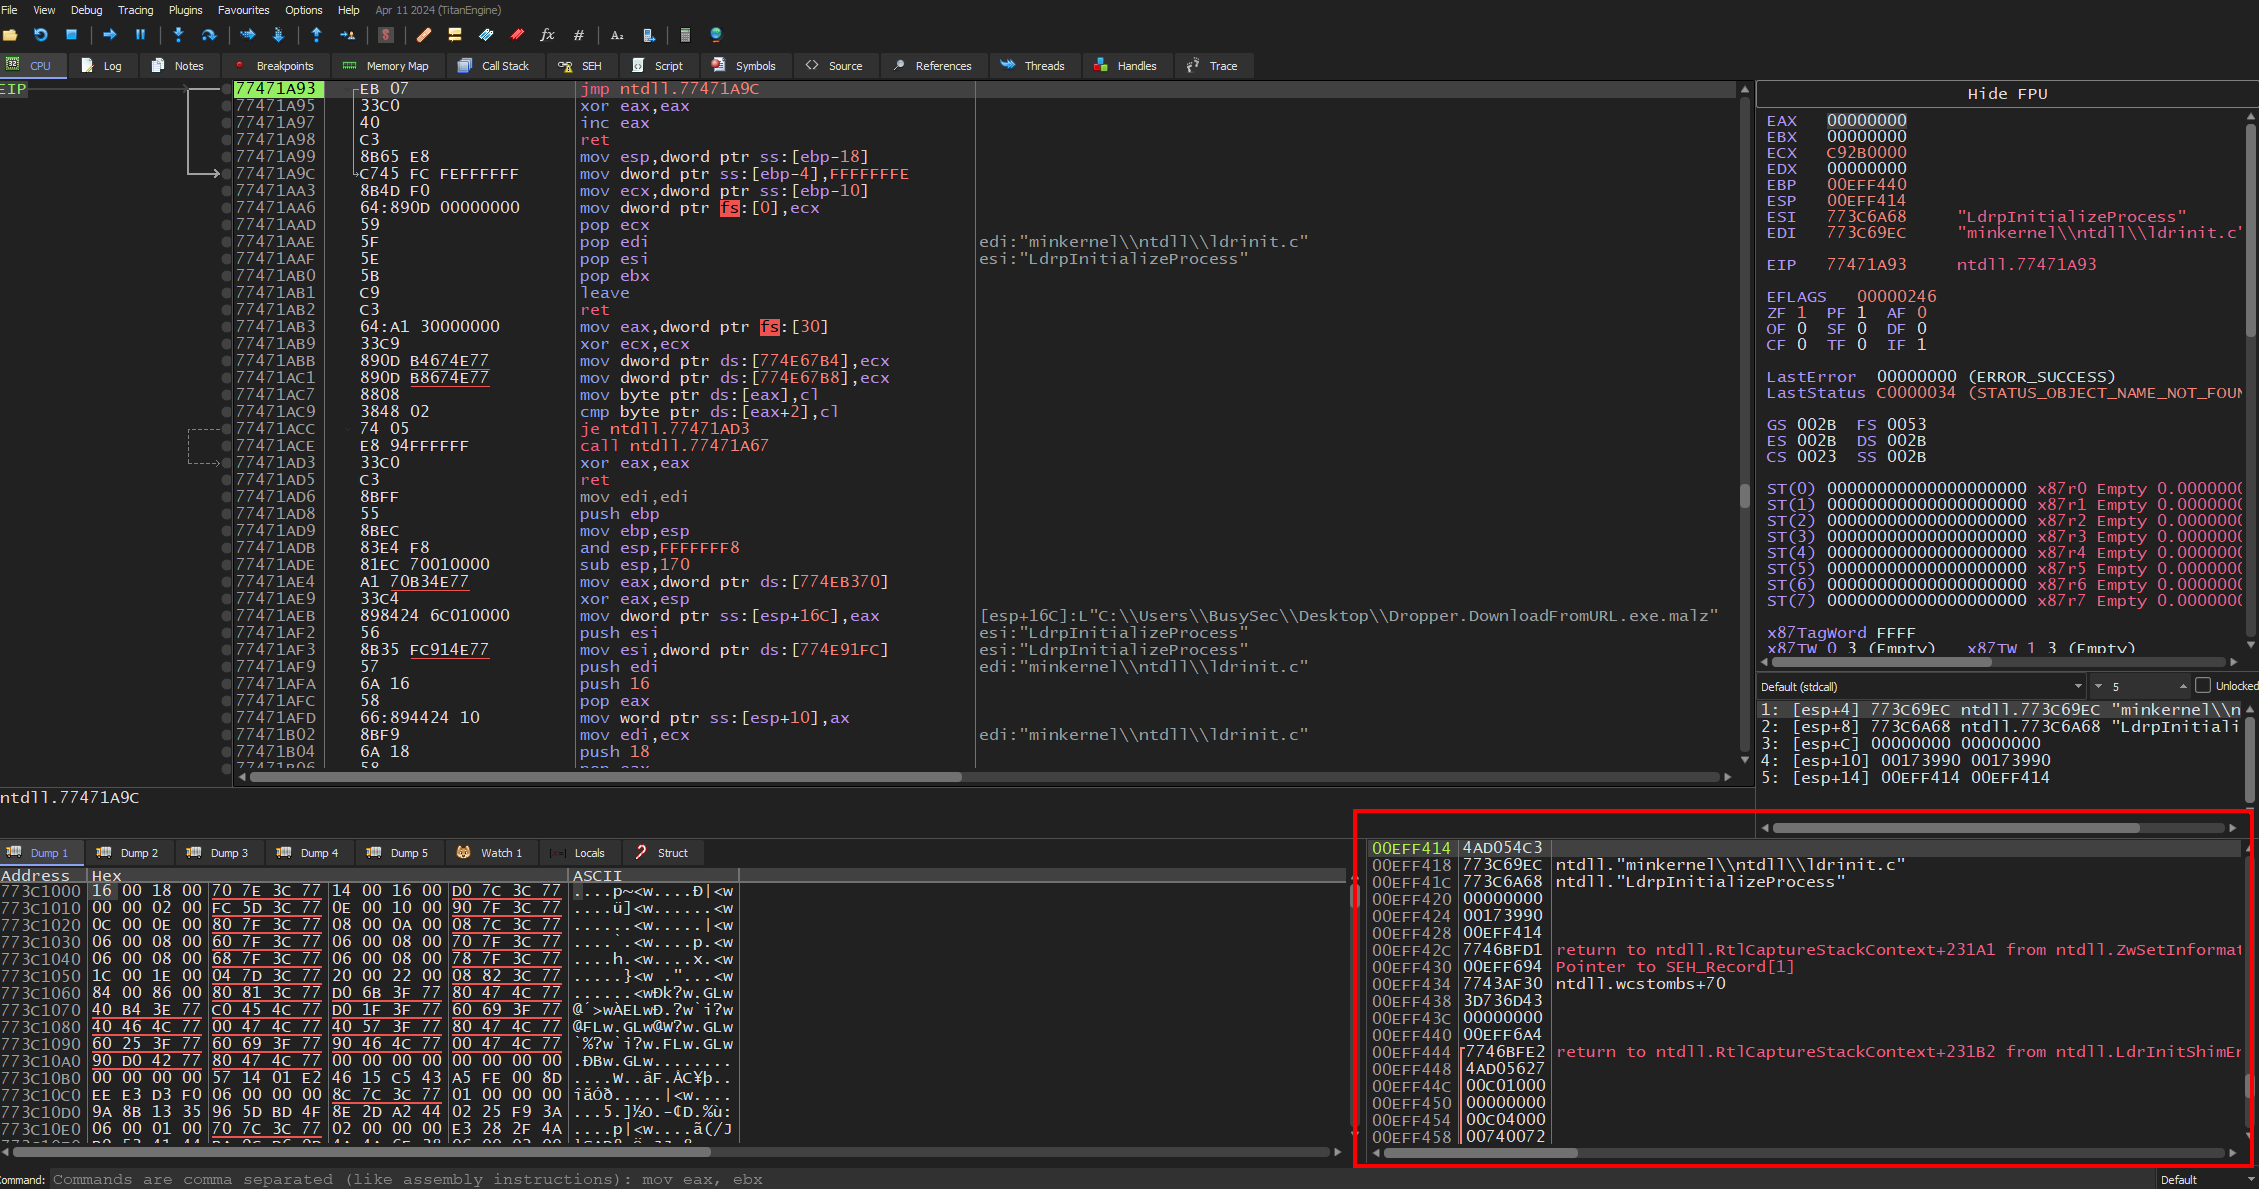 File View Debug Tracing Plugins Favourites Options Help Apr 11 2024 (TitanEngine)
CPU Log Notes Breakpoints Memory Map Call Stack SEH Script Symbols Source References Threads Handles Trace
EIP
77471A93 EB 07 jmp ntdll.77471A9C
77471A95 33C0 xor eax,eax
77471A97 40 inc eax
77471A98 C3 ret
77471A99 8B65 E8 mov esp,dword ptr ss:[ebp-18]
77471A9C C745 FC FEFFFFFF mov dword ptr ss:[ebp-4],FFFFFFFE
77471AA3 8B4D F0 mov ecx,dword ptr ss:[ebp-10]
77471AA6 64:890D 00000000 mov dword ptr fs:[0],ecx
77471AAD 59 pop ecx
77471AAE 5F pop edi edi:"minkernel\\ntdll\\ldrinit.c"
77471AAF 5E pop esi esi:"LdrpInitializeProcess"
77471AB0 5B pop ebx
77471AB1 C9 leave
77471AB2 C3 ret
77471AB3 64:A1 30000000 mov eax,dword ptr fs:[30]
77471AB9 33C9 xor ecx,ecx
77471ABB 890D B4674E77 mov dword ptr ds:[774E67B4],ecx
77471AC1 890D B8674E77 mov dword ptr ds:[774E67B8],ecx
77471AC7 8808 mov byte ptr ds:[eax],cl
77471AC9 3848 02 cmp byte ptr ds:[eax+2],cl
77471ACC 74 05 je ntdll.77471AD3
77471ACE E8 94FFFFFF call ntdll.77471A67
77471AD3 33C0 xor eax,eax
77471AD5 C3 ret
77471AD6 8BFF mov edi,edi
77471AD8 55 push ebp
77471AD9 8BEC mov ebp,esp
77471ADB 83E4 F8 and esp,FFFFFFF8
77471ADE 81EC 70010000 sub esp,170
77471AE4 A1 70B34E77 mov eax,dword ptr ds:[774EB370]
77471AE9 33C4 xor eax,esp
77471AEB 898424 6C010000 mov dword ptr ss:[esp+16C],eax [esp+16C]:L"C:\\Users\\BusySec\\Desktop\\Dropper.DownloadFromURL.exe.malz"
77471AF2 56 push esi esi:"LdrpInitializeProcess"
77471AF3 8B35 FC914E77 mov esi,dword ptr ds:[774E91FC] esi:"LdrpInitializeProcess"
77471AF9 57 push edi edi:"minkernel\\ntdll\\ldrinit.c"
77471AFA 6A 16 push 16
77471AFC 58 pop eax
77471AFD 66:894424 10 mov word ptr ss:[esp+10],ax
77471B02 8BF9 mov edi,ecx edi:"minkernel\\ntdll\\ldrinit.c"
77471B04 6A 18 push 18
77471B06 58 pop eax
ntdll.77471A9C
Hide FPU
EAX 00000000
EBX 00000000
ECX C92B0000
EDX 00000000
EBP 00EFF440
ESP 00EFF414
ESI 773C6A68 "LdrpInitializeProcess"
EDI 773C69EC "minkernel\\ntdll\\ldrinit.c"
EIP 77471A93 ntdll.77471A93
EFLAGS 00000246
ZF 1 PF 1 AF 0
OF 0 SF 0 DF 0
CF 0 TF 0 IF 1
LastError 00000000 (ERROR_SUCCESS)
LastStatus C0000034 (STATUS_OBJECT_NAME_NOT_FOUN
GS 002B FS 0053
ES 002B DS 002B
CS 0023 SS 002B
ST(0) 00000000000000000000 x87r0 Empty 0.0000000
ST(1) 00000000000000000000 x87r1 Empty 0.0000000
ST(2) 00000000000000000000 x87r2 Empty 0.0000000
ST(3) 00000000000000000000 x87r3 Empty 0.0000000
ST(4) 00000000000000000000 x87r4 Empty 0.0000000
ST(5) 00000000000000000000 x87r5 Empty 0.0000000
ST(6) 00000000000000000000 x87r6 Empty 0.0000000
ST(7) 00000000000000000000 x87r7 Empty 0.0000000
x87TagWord FFFF
x87TW_0 3 (Empty) x87TW_1 3 (Empty)
Default (stdcall) 5 Unlocked
1: [esp+4] 773C69EC ntdll.773C69EC "minkernel\\n
2: [esp+8] 773C6A68 ntdll.773C6A68 "LdrpInitiali
3: [esp+C] 00000000 00000000
4: [esp+10] 00173990 00173990
5: [esp+14] 00EFF414 00EFF414
Dump 1 Dump 2 Dump 3 Dump 4 Dump 5 Watch 1 Locals Struct
Address Hex ASCII
773C1000 16 00 18 00 70 7E 3C 77 14 00 16 00 D0 7C 3C 77 ....p~<w....Ð|<w
773C1010 00 00 02 00 FC 5D 3C 77 0E 00 10 00 90 7F 3C 77 ....ü]<w......<w
773C1020 0C 00 0E 00 80 7F 3C 77 08 00 0A 00 08 7C 3C 77 ......<w.....|<w
773C1030 06 00 08 00 60 7F 3C 77 06 00 08 00 70 7F 3C 77 ....`.<w....p.<w
773C1040 06 00 08 00 68 7F 3C 77 06 00 08 00 78 7F 3C 77 ....h.<w....x.<w
773C1050 1C 00 1E 00 04 7D 3C 77 20 00 22 00 08 82 3C 77 .....}<w ."...<w
773C1060 84 00 86 00 80 81 3C 77 D0 6B 3F 77 80 47 4C 77 ......<wÐk?w.GLw
773C1070 40 B4 3E 77 C0 45 4C 77 D0 1F 3F 77 60 69 3F 77 @´>wÀELwÐ.?w`i?w
773C1080 40 46 4C 77 00 47 4C 77 40 57 3F 77 80 47 4C 77 @FLw.GLw@W?w.GLw
773C1090 60 25 3F 77 60 69 3F 77 90 46 4C 77 00 47 4C 77 `%?w`i?w.FLw.GLw
773C10A0 90 D0 42 77 80 47 4C 77 00 00 00 00 00 00 00 00 .ÐBw.GLw........
773C10B0 00 00 00 00 57 14 01 E2 46 15 C5 43 A5 FE 00 8D ....W..âF.ÅC¥þ..
773C10C0 EE E3 D3 F0 06 00 00 00 8C 7C 3C 77 01 00 00 00 îãÓð.....|<w....
773C10D0 9A 8B 13 35 96 5D BD 4F 8E 2D A2 44 02 25 F9 3A ...5.]½O.-¢D.%ù:
773C10E0 06 00 01 00 70 7C 3C 77 02 00 00 00 E3 28 2F 4A ....p|<w....ã(/J
00EFF414 4AD054C3
00EFF418 773C69EC ntdll."minkernel\\ntdll\\ldrinit.c"
00EFF41C 773C6A68 ntdll."LdrpInitializeProcess"
00EFF420 00000000
00EFF424 00173990
00EFF428 00EFF414
00EFF42C 7746BFD1 return to ntdll.RtlCaptureStackContext+231A1 from ntdll.ZwSetInformat
00EFF430 00EFF694 Pointer to SEH_Record[1]
00EFF434 7743AF30 ntdll.wcstombs+70
00EFF438 3D736D43
00EFF43C 00000000
00EFF440 00EFF6A4
00EFF444 7746BFE2 return to ntdll.RtlCaptureStackContext+231B2 from ntdll.LdrInitShimEn
00EFF448 4AD05627
00EFF44C 00C01000
00EFF450 00000000
00EFF454 00C04000
00EFF458 00740072
Command: Commands are comma separated (like assembly instructions): mov eax, ebx Default